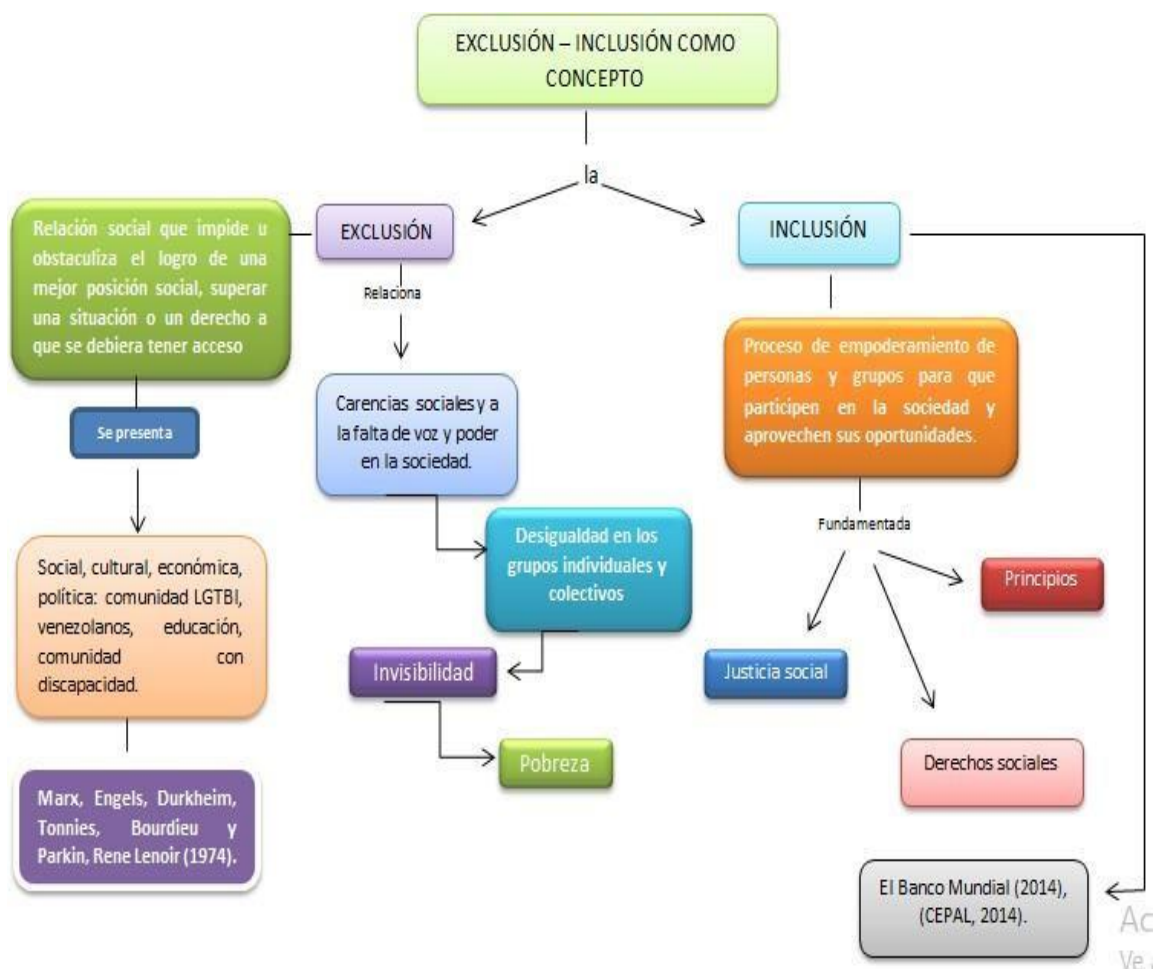 EXCLUSIÓN – INCLUSIÓN COMO
CONCEPTO
la
Relación social que impide u
obstaculiza el logro de una
mejor posición social, superar
una situación o un derecho a
que se debiera tener acceso
EXCLUSIÓN
INCLUSIÓN
Relaciona
Proceso de empoderamiento de
personas y grupos para que
participen en la sociedad y
aprovechen sus oportunidades.
Carencias sociales y a
la falta de voz y poder
en la sociedad.
Se presenta
Fundamentada
Desigualdad en los
grupos individuales y
colectivos
Social, cultural, económica,
política: comunidad LGTBI,
venezolanos, educación,
comunidad con
discapacidad.
Principios
Invisibilidad
Justicia social
Pobreza
Derechos sociales
Marx, Engels, Durkheim,
Tonnies, Bourdieu y
Parkin, Rene Lenoir (1974).
El Banco Mundial (2014),
(CEPAL, 2014).
Ac
Ve